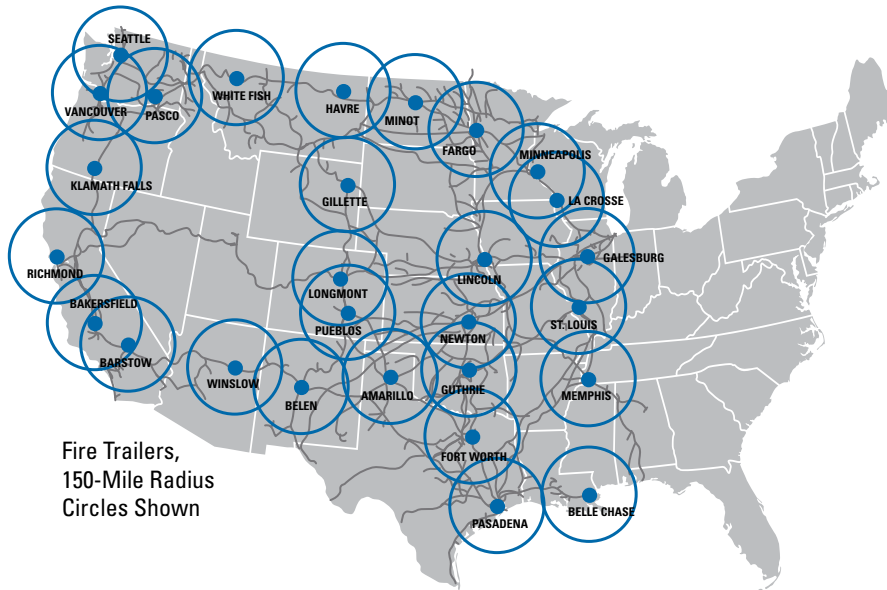 SEATTLE
WHITE FISH
HAVRE
MINOT
VANCOUVER
PASCO
FARGO
MINNEAPOLIS
KLAMATH FALLS
GILLETTE
LA CROSSE
RICHMOND
LONGMONT
LINCOLN
GALESBURG
BAKERSFIELD
PUEBLOS
NEWTON
ST. LOUIS
BARSTOW
WINSLOW
BELEN
AMARILLO
GUTHRIE
MEMPHIS
Fire Trailers,
150-Mile Radius
Circles Shown
FORT WORTH
PASADENA
BELLE CHASE